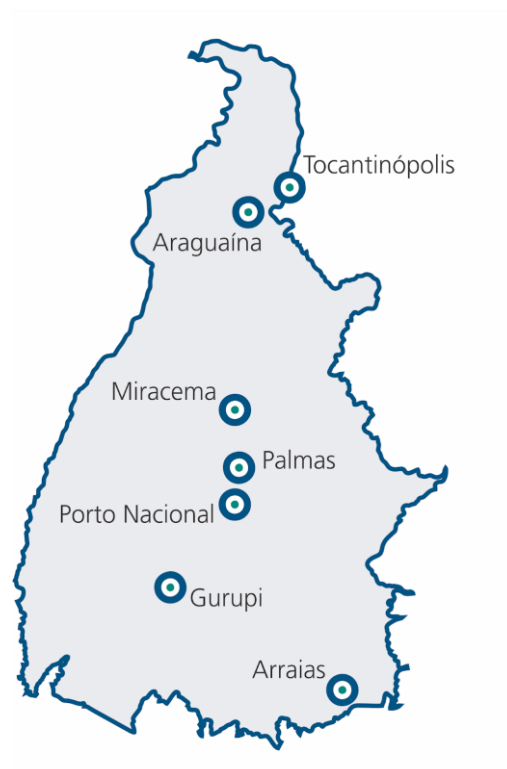 Tocantinópolis
Araguaína
Miracema
Palmas
Porto Nacional
Gurupi
Arraias